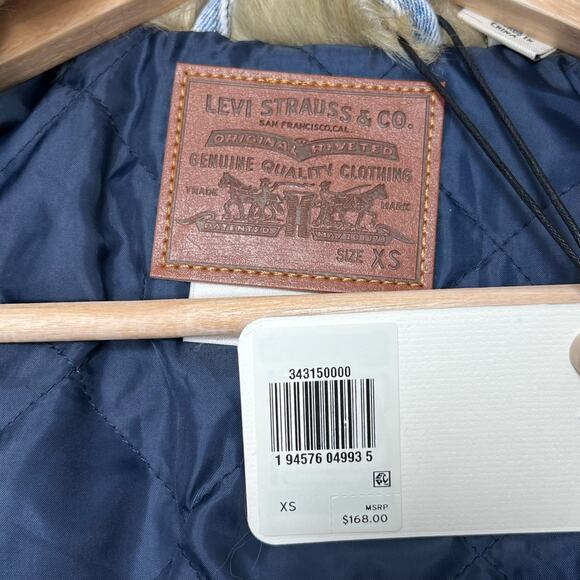 LEVI STRAUSS & CO.
SAN FRANCISCO, CAL.
ORIGINAL RIVETED
GENUINE QUALITY CLOTHING
TRADE MARK
PATENTED
SIZE XS
343150000
1 94576 04993 5
XS
MSRP
$168.00